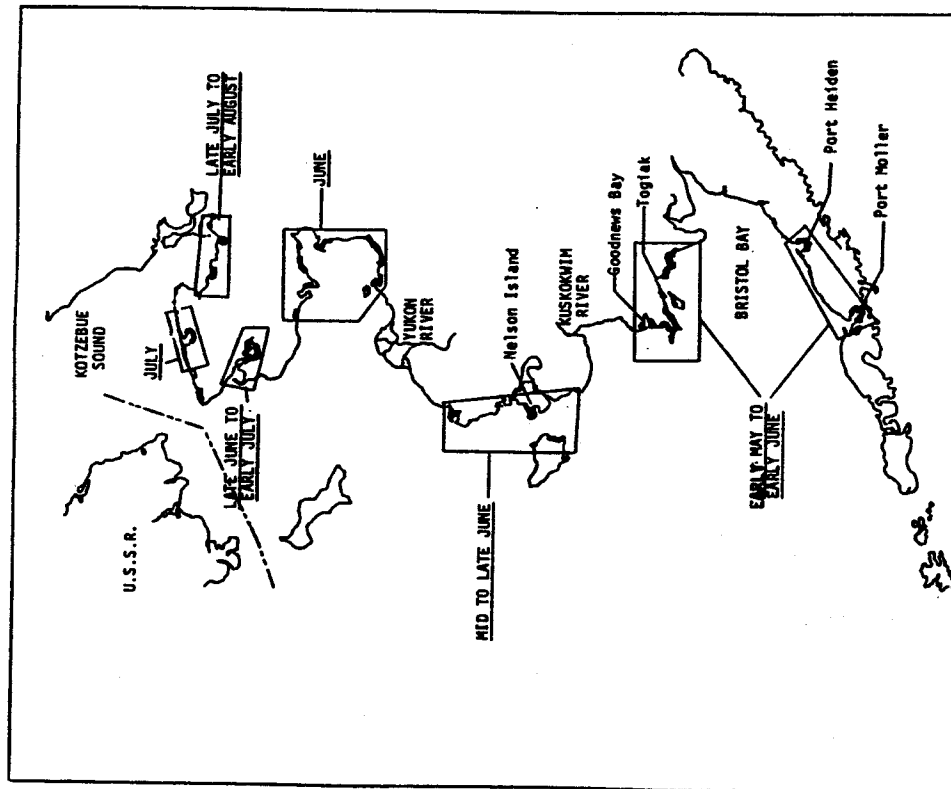 KOTZEBUE
SOUND
LATE JULY TO
EARLY AUGUST
JULY
U.S.S.R.
LATE JUNE TO
EARLY JULY
JUNE
YUKON
RIVER
Nelson Island
MID TO LATE JUNE
KUSKOKWIM
RIVER
Goodnews Bay
Togiak
BRISTOL BAY
EARLY MAY TO
EARLY JUNE
Port Heiden
Port Moller